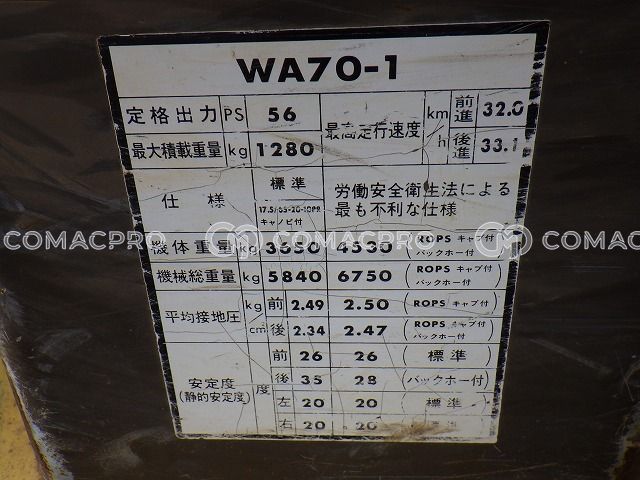 WA70-1
定格出力 PS 56 最高走行速度 km/h 前進 32.0
最大積載重量 kg 1280 後進 33.1
仕様 標準 17.5/65-20-10PR キャノピ付 労働安全衛生法による最も不利な仕様
機体重量 kg 3650 4530 (ROPS キャブ付 バックホー付)
機械総重量 kg 5840 6750 (ROPS キャブ付 バックホー付)
平均接地圧 kg/cm 前 2.49 2.50 (ROPS キャブ付)
後 2.34 2.47 (ROPS キャブ付 バックホー付)
安定度 (静的安定度) 度 前 26 26 (標準)
後 35 28 (バックホー付)
左 20 20 (標準)
右 20 20
COMACPRO COMACPRO COMACPRO